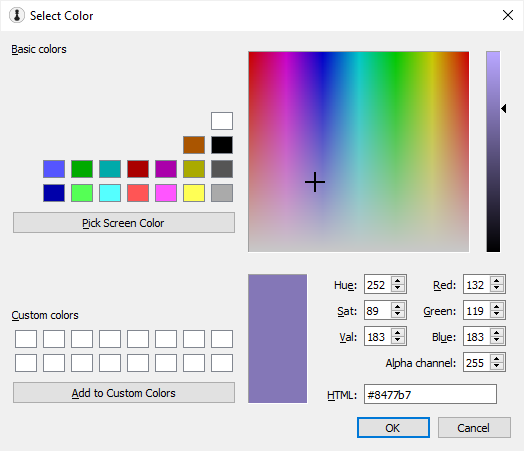 Select Color
Basic colors
Pick Screen Color
Custom colors
Add to Custom Colors
Hue: 252 Red: 132
Sat: 89 Green: 119
Val: 183 Blue: 183
Alpha channel: 255
HTML: #8477b7
OK Cancel